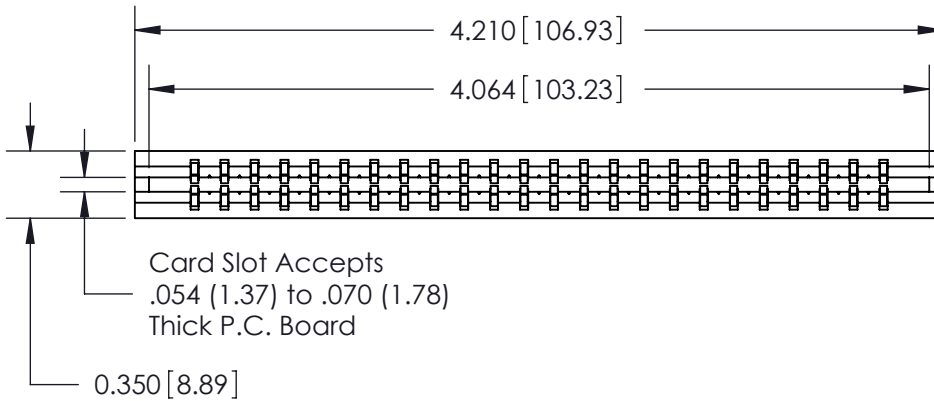 4.210 [106.93]
4.064 [103.23]
Card Slot Accepts
.054 (1.37) to .070 (1.78)
Thick P.C. Board
0.350 [8.89]